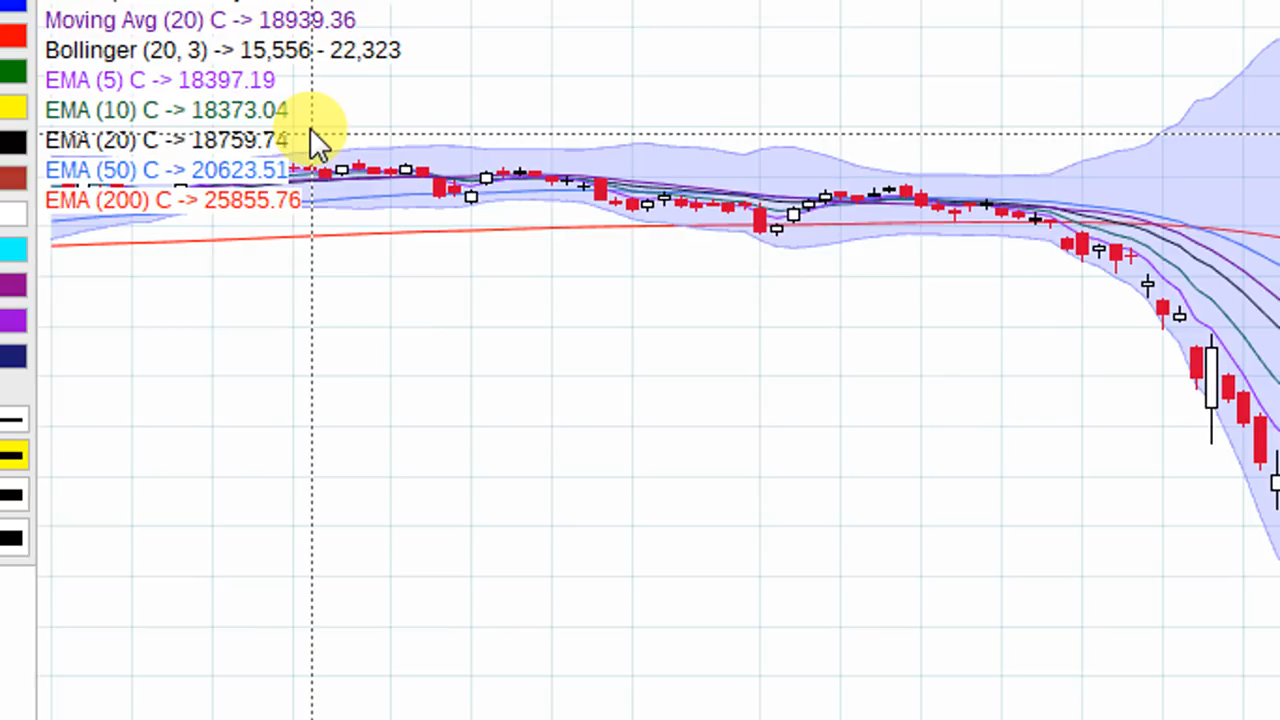 Moving Avg (20) C -> 18939.36
Bollinger (20, 3) -> 15,556 - 22,323
EMA (5) C -> 18397.19
EMA (10) C -> 18373.04
EMA (20) C -> 18759.74
EMA (50) C -> 20623.51
EMA (200) C -> 25855.76